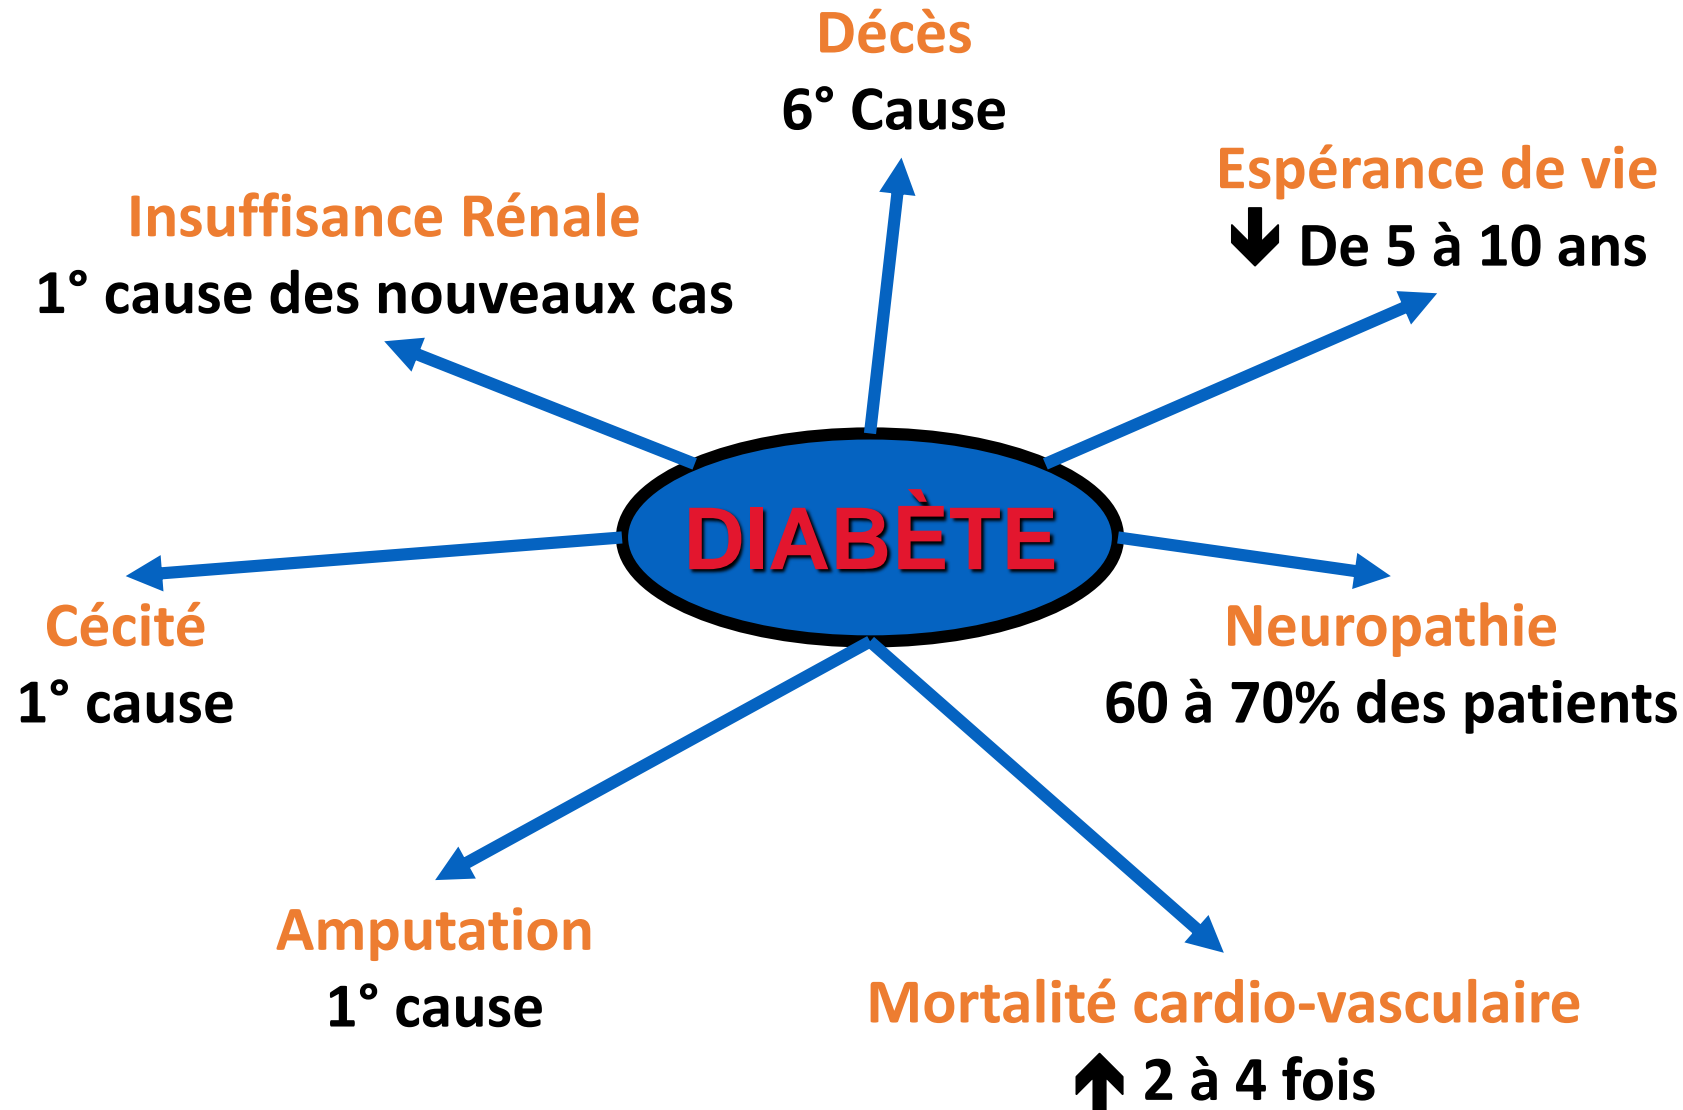 Décès
6° Cause
Espérance de vie
🡻 De 5 à 10 ans
Insuffisance Rénale
1° cause des nouveaux cas
DIABÈTE
Cécité
1° cause
Neuropathie
60 à 70% des patients
Amputation
1° cause
Mortalité cardio-vasculaire
🡹 2 à 4 fois